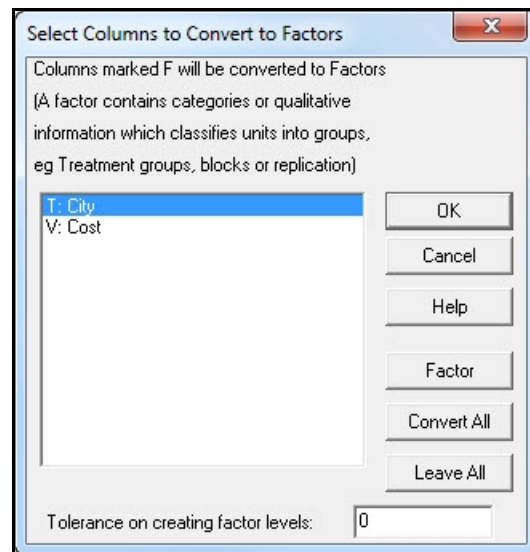 Select Columns to Convert to Factors
Columns marked F will be converted to Factors
(A factor contains categories or qualitative
information which classifies units into groups,
eg Treatment groups, blocks or replication)
T: City
V: Cost
OK
Cancel
Help
Factor
Convert All
Leave All
Tolerance on creating factor levels: 0